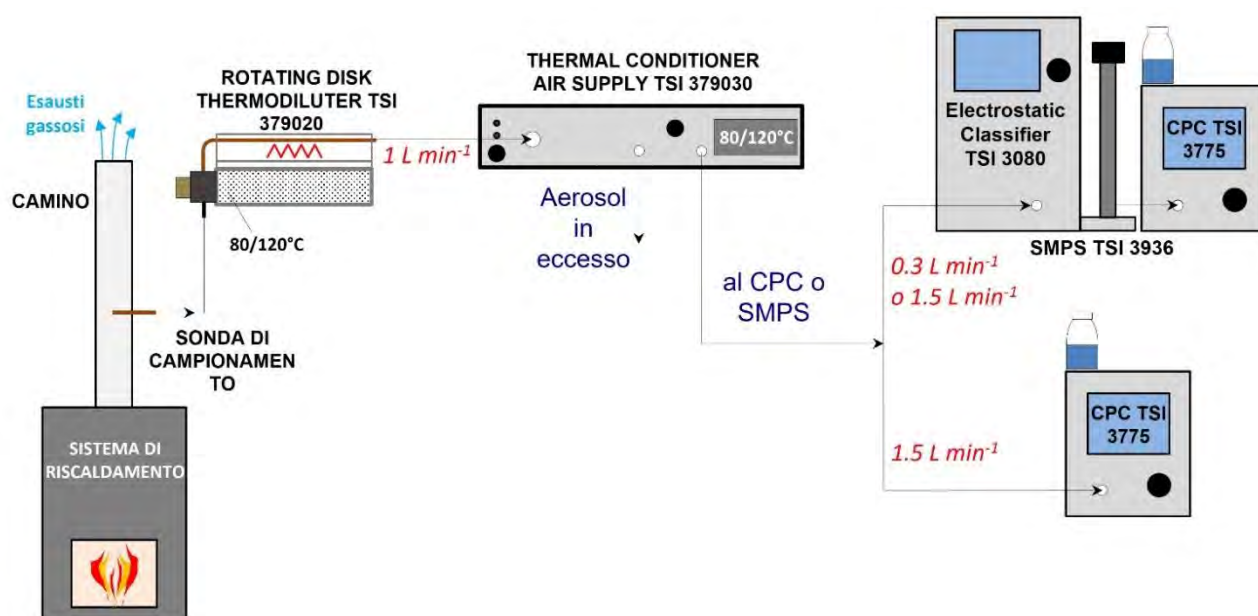 Esausti
gassosi
CAMINO
ROTATING DISK
THERMODILUTER TSI
379020
80/120°C
1 L min⁻¹
THERMAL CONDITIONER
AIR SUPPLY TSI 379030
80/120°C
Aerosol
in
eccesso
al CPC o
SMPS
Electrostatic
Classifier
TSI 3080
CPC TSI
3775
SMPS TSI 3936
0.3 L min⁻¹
o 1.5 L min⁻¹
1.5 L min⁻¹
CPC TSI
3775
SONDA DI
CAMPIONAMEN
TO
SISTEMA DI
RISCALDAMENTO